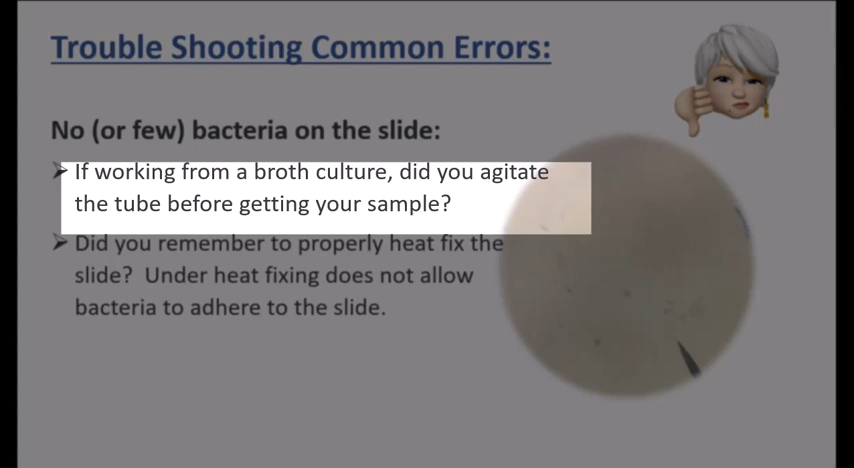 Trouble Shooting Common Errors:
No (or few) bacteria on the slide:
➤ If working from a broth culture, did you agitate
the tube before getting your sample?
➤ Did you remember to properly heat fix the
slide? Under heat fixing does not allow
bacteria to adhere to the slide.